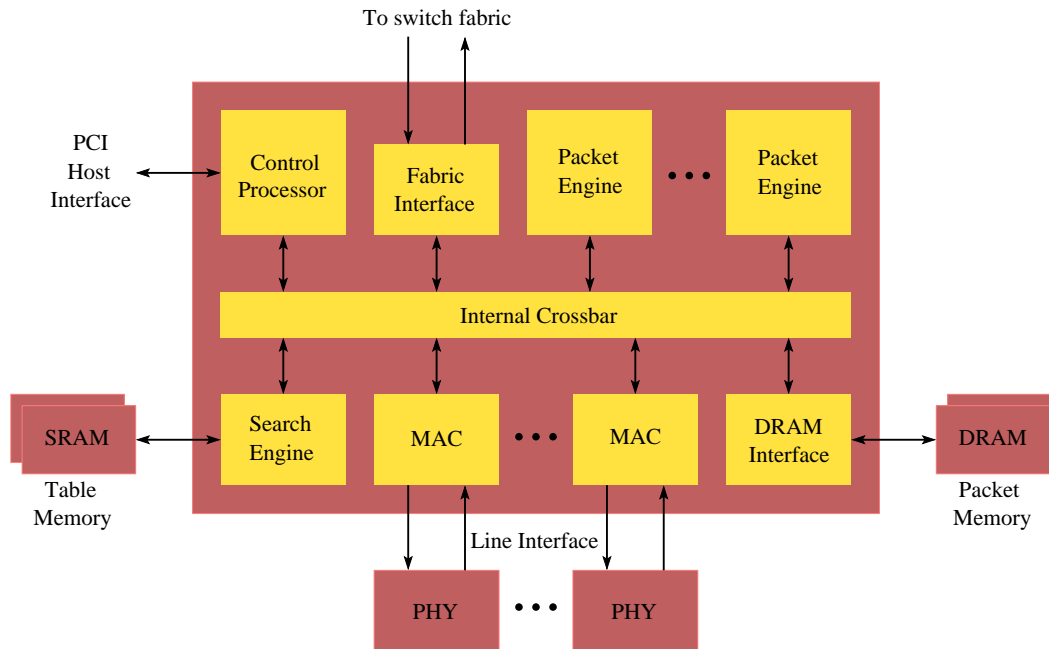 To switch fabric
PCI
Host
Interface
Control
Processor
Fabric
Interface
Packet
Engine
Packet
Engine
Internal Crossbar
SRAM
Table
Memory
Search
Engine
MAC
MAC
DRAM
Interface
DRAM
Packet
Memory
Line Interface
PHY
PHY